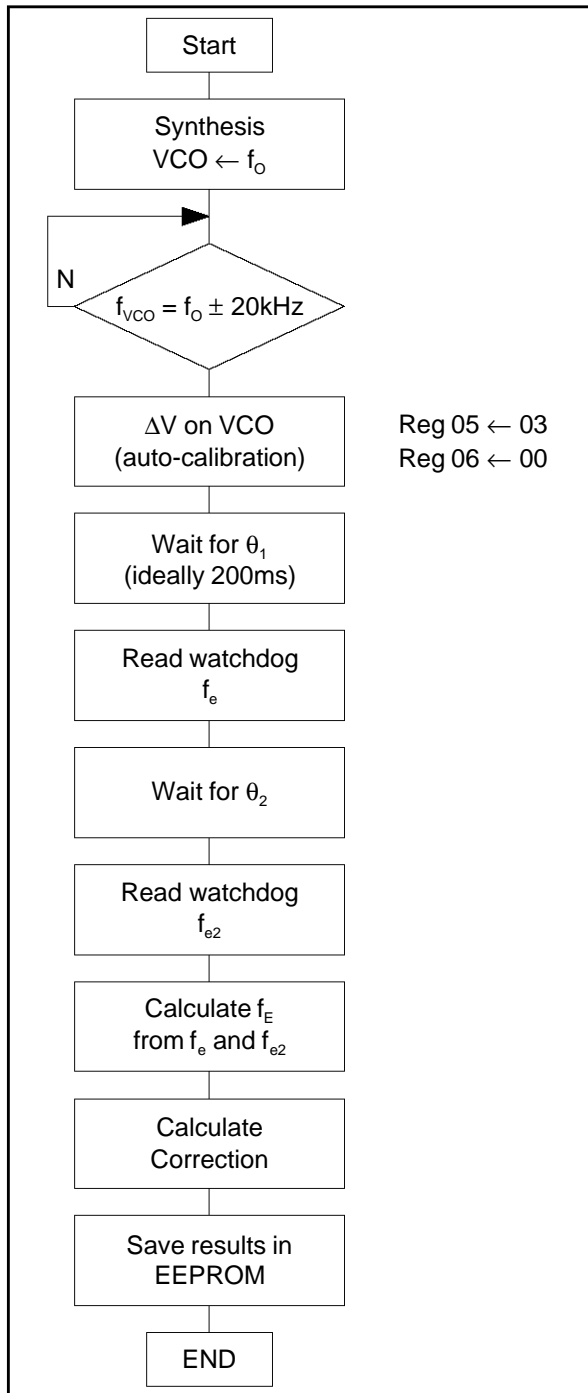 Start
Synthesis
VCO ← fO
N
fVCO = fO ± 20kHz
ΔV on VCO
(auto-calibration)
Reg 05 ← 03
Reg 06 ← 00
Wait for θ1
(ideally 200ms)
Read watchdog
fe
Wait for θ2
Read watchdog
fe2
Calculate fE
from fe and fe2
Calculate
Correction
Save results in
EEPROM
END